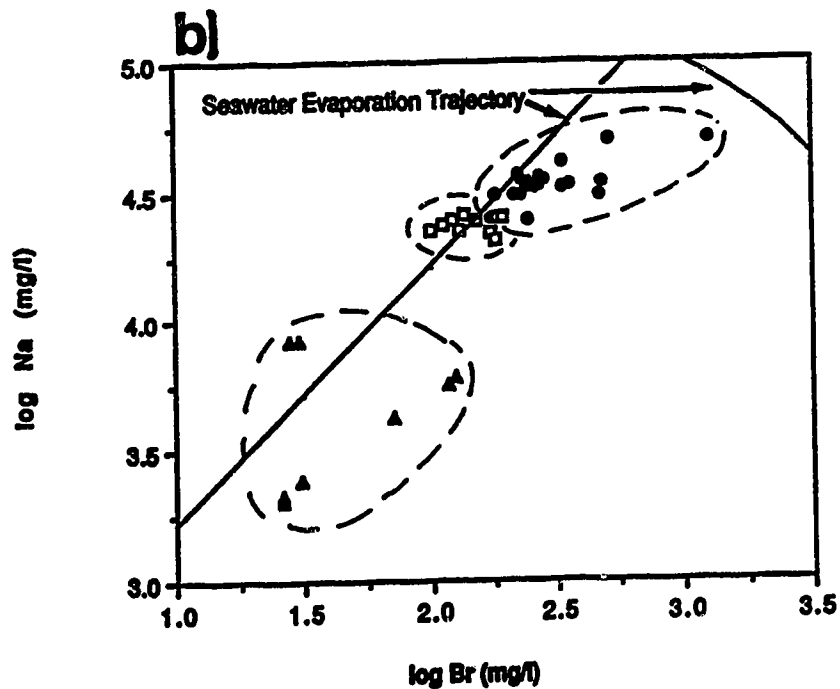 b)
5.0
Seawater Evaporation Trajectory
4.5
4.0
3.5
3.0
log Na (mg/l)
1.0 1.5 2.0 2.5 3.0 3.5
log Br (mg/l)